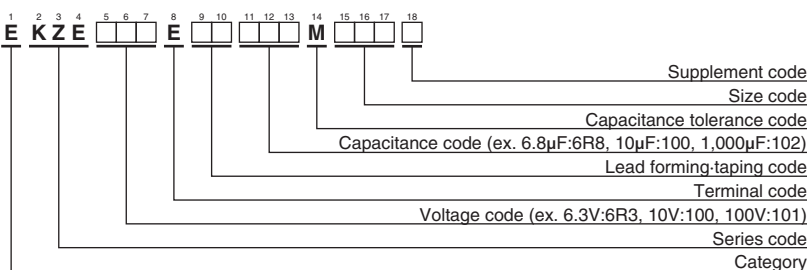 1 2 3 4 5 6 7 8 9 10 11 12 13 14 15 16 17 18
E K Z E □□□ E □□ □□□ M □□□ □
Supplement code
Size code
Capacitance tolerance code
Capacitance code (ex. 6.8μF:6R8, 10μF:100, 1,000μF:102)
Lead forming·taping code
Terminal code
Voltage code (ex. 6.3V:6R3, 10V:100, 100V:101)
Series code
Category